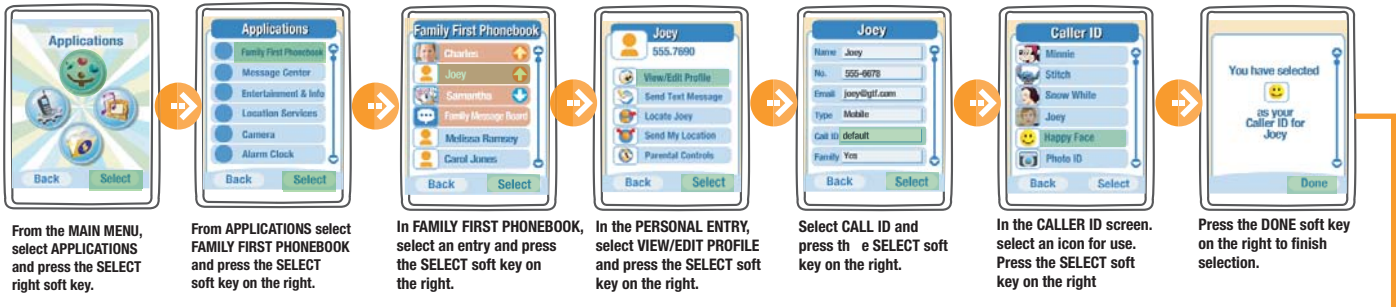 Applications
Back
Select
From the MAIN MENU,
select APPLICATIONS
and press the SELECT
right soft key.
Applications
Family First Phonebook
Message Center
Entertainment & Info
Location Services
Camera
Alarm Clock
Back
Select
From APPLICATIONS select
FAMILY FIRST PHONEBOOK
and press the SELECT
soft key on the right.
Family First Phonebook
Charles
Joey
Samantha
Family Message Board
Melissa Ramsey
Carol Jones
Back
Select
In FAMILY FIRST PHONEBOOK,
select an entry and press
the SELECT soft key on
the right.
Joey
555.7690
View/Edit Profile
Send Text Message
Locate Joey
Send My Location
Parental Controls
Back
Select
In the PERSONAL ENTRY,
select VIEW/EDIT PROFILE
and press the SELECT soft
key on the right.
Joey
Name Joey
No. 555-6678
Email joey@gtf.com
Type Mobile
Call ID default
Family Yes
Back
Select
Select CALL ID and
press th e SELECT soft
key on the right.
Caller ID
Minnie
Stitch
Snow White
Joey
Happy Face
Photo ID
Back
Select
In the CALLER ID screen.
select an icon for use.
Press the SELECT soft
key on the right
You have selected
as your
Caller ID for
Joey
Done
Press the DONE soft key
on the right to finish
selection.